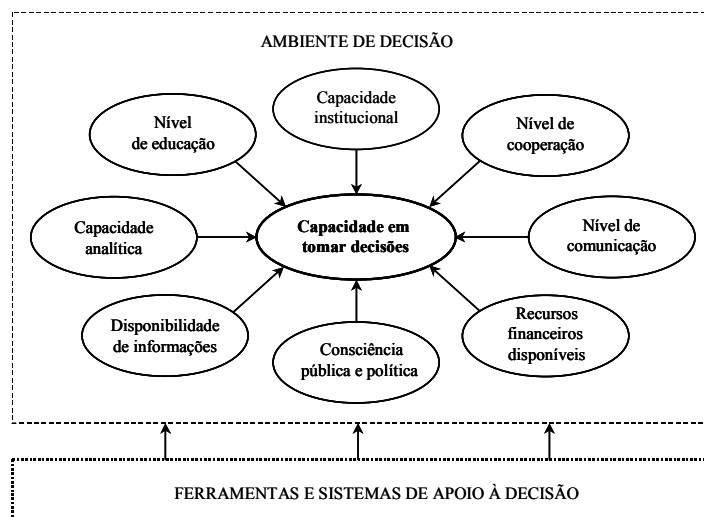 AMBIENTE DE DECISÃO
Capacidade
institucional
Nível
de educação
Nível de
cooperação
Capacidade
analítica
Capacidade em
tomar decisões
Nível de
comunicação
Disponibilidade
de informações
Consciência
pública e política
Recursos
financeiros
disponíveis
FERRAMENTAS E SISTEMAS DE APOIO À DECISÃO